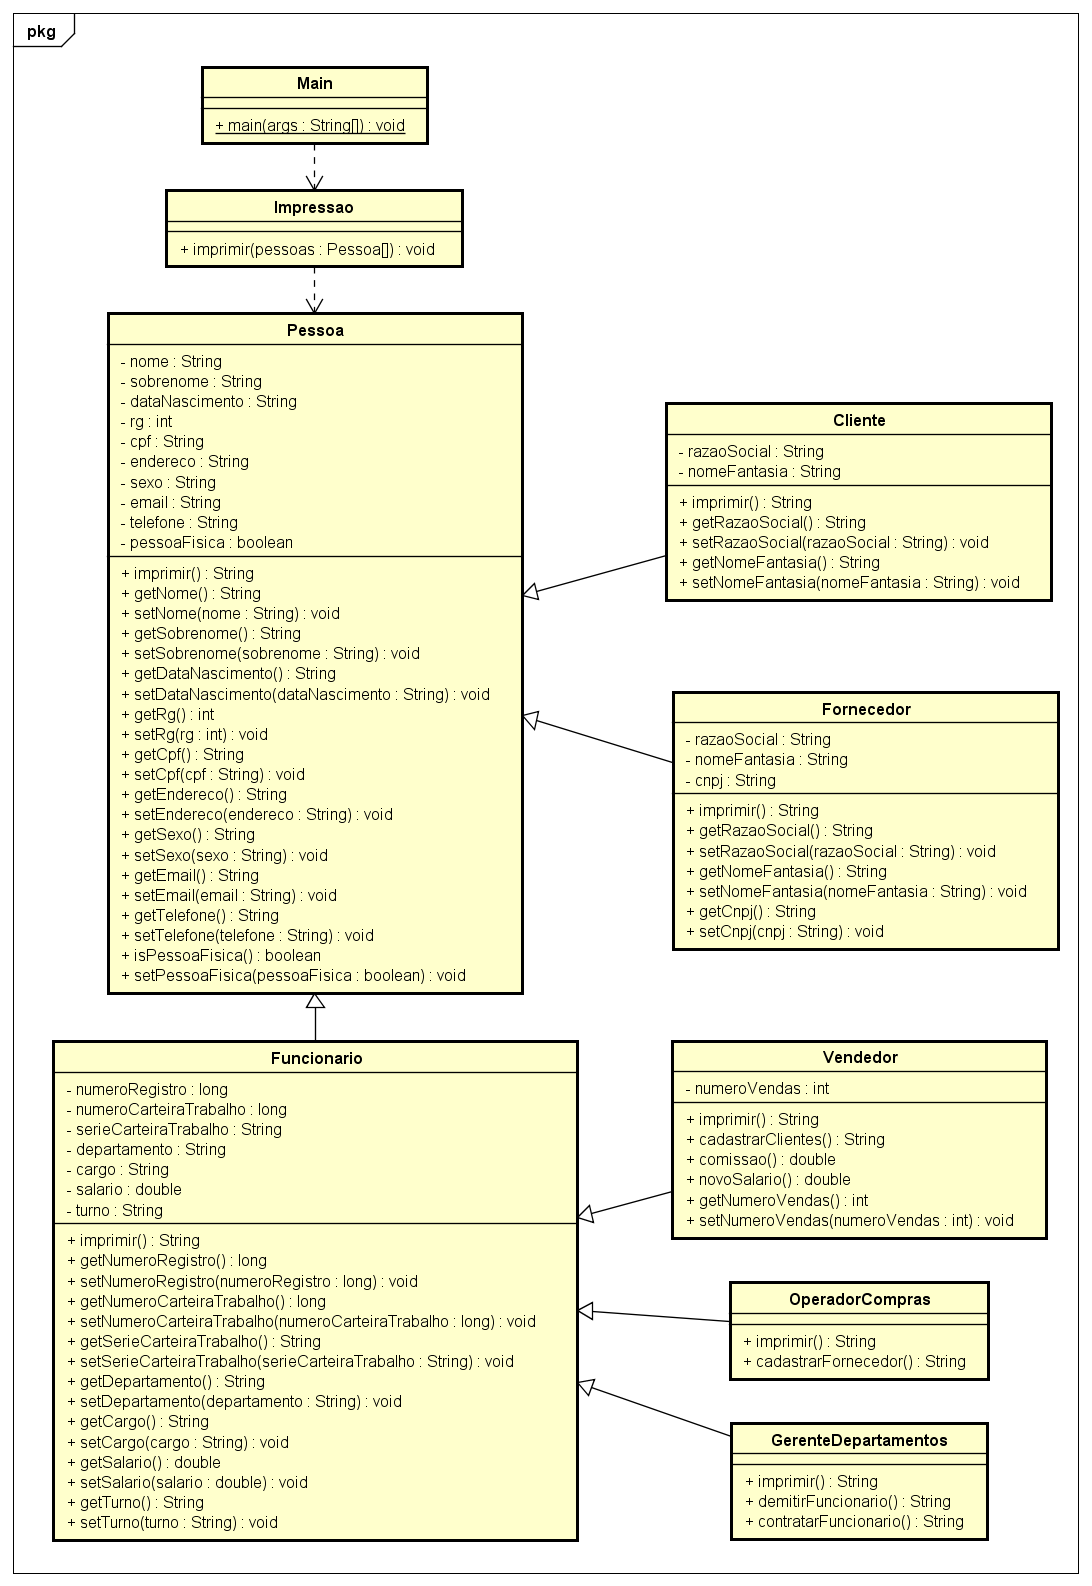 pkg
Main
+ main(args : String[]) : void
Impressao
+ imprimir(pessoas : Pessoa[]) : void
Pessoa
- nome : String
- sobrenome : String
- dataNascimento : String
- rg : int
- cpf : String
- endereco : String
- sexo : String
- email : String
- telefone : String
- pessoaFisica : boolean
+ imprimir() : String
+ getNome() : String
+ setNome(nome : String) : void
+ getSobrenome() : String
+ setSobrenome(sobrenome : String) : void
+ getDataNascimento() : String
+ setDataNascimento(dataNascimento : String) : void
+ getRg() : int
+ setRg(rg : int) : void
+ getCpf() : String
+ setCpf(cpf : String) : void
+ getEndereco() : String
+ setEndereco(endereco : String) : void
+ getSexo() : String
+ setSexo(sexo : String) : void
+ getEmail() : String
+ setEmail(email : String) : void
+ getTelefone() : String
+ setTelefone(telefone : String) : void
+ isPessoaFisica() : boolean
+ setPessoaFisica(pessoaFisica : boolean) : void
Cliente
- razaoSocial : String
- nomeFantasia : String
+ imprimir() : String
+ getRazaoSocial() : String
+ setRazaoSocial(razaoSocial : String) : void
+ getNomeFantasia() : String
+ setNomeFantasia(nomeFantasia : String) : void
Fornecedor
- razaoSocial : String
- nomeFantasia : String
- cnpj : String
+ imprimir() : String
+ getRazaoSocial() : String
+ setRazaoSocial(razaoSocial : String) : void
+ getNomeFantasia() : String
+ setNomeFantasia(nomeFantasia : String) : void
+ getCnpj() : String
+ setCnpj(cnpj : String) : void
Funcionario
- numeroRegistro : long
- numeroCarteiraTrabalho : long
- serieCarteiraTrabalho : String
- departamento : String
- cargo : String
- salario : double
- turno : String
+ imprimir() : String
+ getNumeroRegistro() : long
+ setNumeroRegistro(numeroRegistro : long) : void
+ getNumeroCarteiraTrabalho() : long
+ setNumeroCarteiraTrabalho(numeroCarteiraTrabalho : long) : void
+ getSerieCarteiraTrabalho() : String
+ setSerieCarteiraTrabalho(serieCarteiraTrabalho : String) : void
+ getDepartamento() : String
+ setDepartamento(departamento : String) : void
+ getCargo() : String
+ setCargo(cargo : String) : void
+ getSalario() : double
+ setSalario(salario : double) : void
+ getTurno() : String
+ setTurno(turno : String) : void
Vendedor
- numeroVendas : int
+ imprimir() : String
+ cadastrarClientes() : String
+ comissao() : double
+ novoSalario() : double
+ getNumeroVendas() : int
+ setNumeroVendas(numeroVendas : int) : void
OperadorCompras
+ imprimir() : String
+ cadastrarFornecedor() : String
GerenteDepartamentos
+ imprimir() : String
+ demitirFuncionario() : String
+ contratarFuncionario() : String